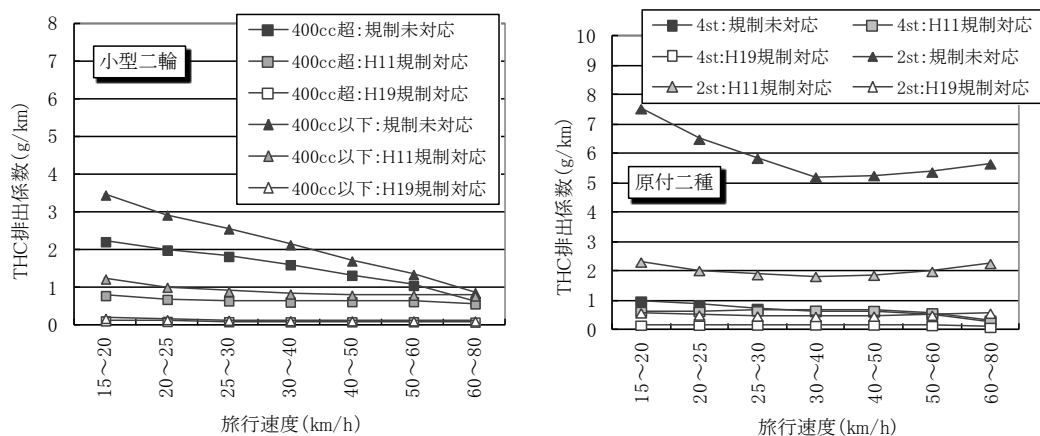 小型二輪
400cc超:規制未対応
400cc超:H11規制対応
400cc超:H19規制対応
400cc以下:規制未対応
400cc以下:H11規制対応
400cc以下:H19規制対応
THC排出係数(g/km)
8
7
6
5
4
3
2
1
0
15～20
20～25
25～30
30～40
40～50
50～60
60～80
旅行速度(km/h)
4st:規制未対応
4st:H11規制対応
4st:H19規制対応
2st:規制未対応
2st:H11規制対応
2st:H19規制対応
原付二種
THC排出係数(g/km)
10
9
8
7
6
5
4
3
2
1
0
15～20
20～25
25～30
30～40
40～50
50～60
60～80
旅行速度(km/h)